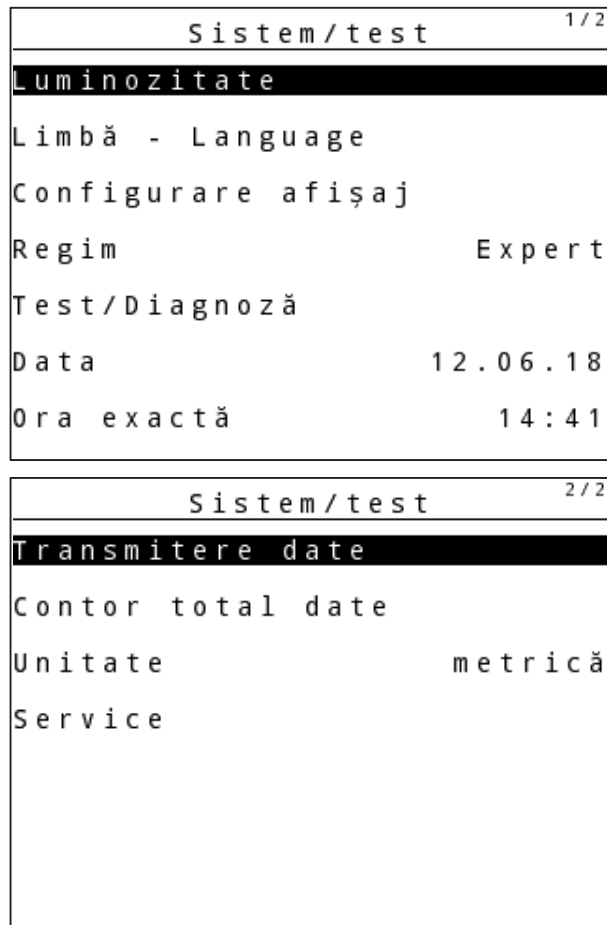 Sistem/test 1/2
Luminozitate
Limbă - Language
Configurare afișaj
Regim Expert
Test/Diagnoză
Data 12.06.18
Ora exactă 14:41
Sistem/test 2/2
Transmitere date
Contor total date
Unitate metrică
Service